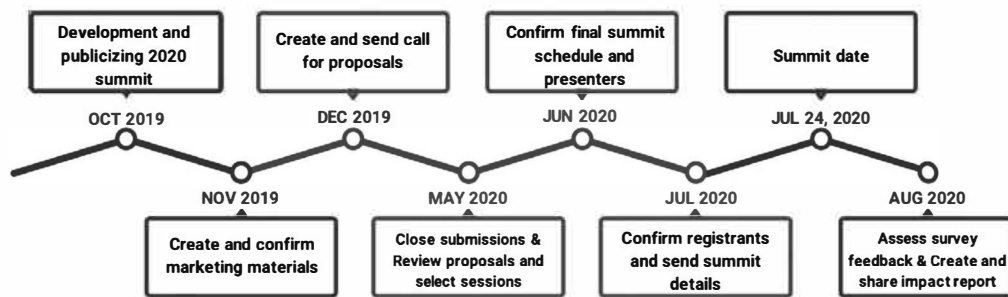 Development and
publicizing 2020
summit
OCT 2019
Create and send call
for proposals
DEC 2019
Confirm final summit
schedule and
presenters
JUN 2020
Summit date
JUL 24, 2020
NOV 2019
Create and confirm
marketing materials
MAY 2020
Close submissions &
Review proposals and
select sessions
JUL 2020
Confirm registrants
and send summit
details
AUG 2020
Assess survey
feedback & Create and
share impact report